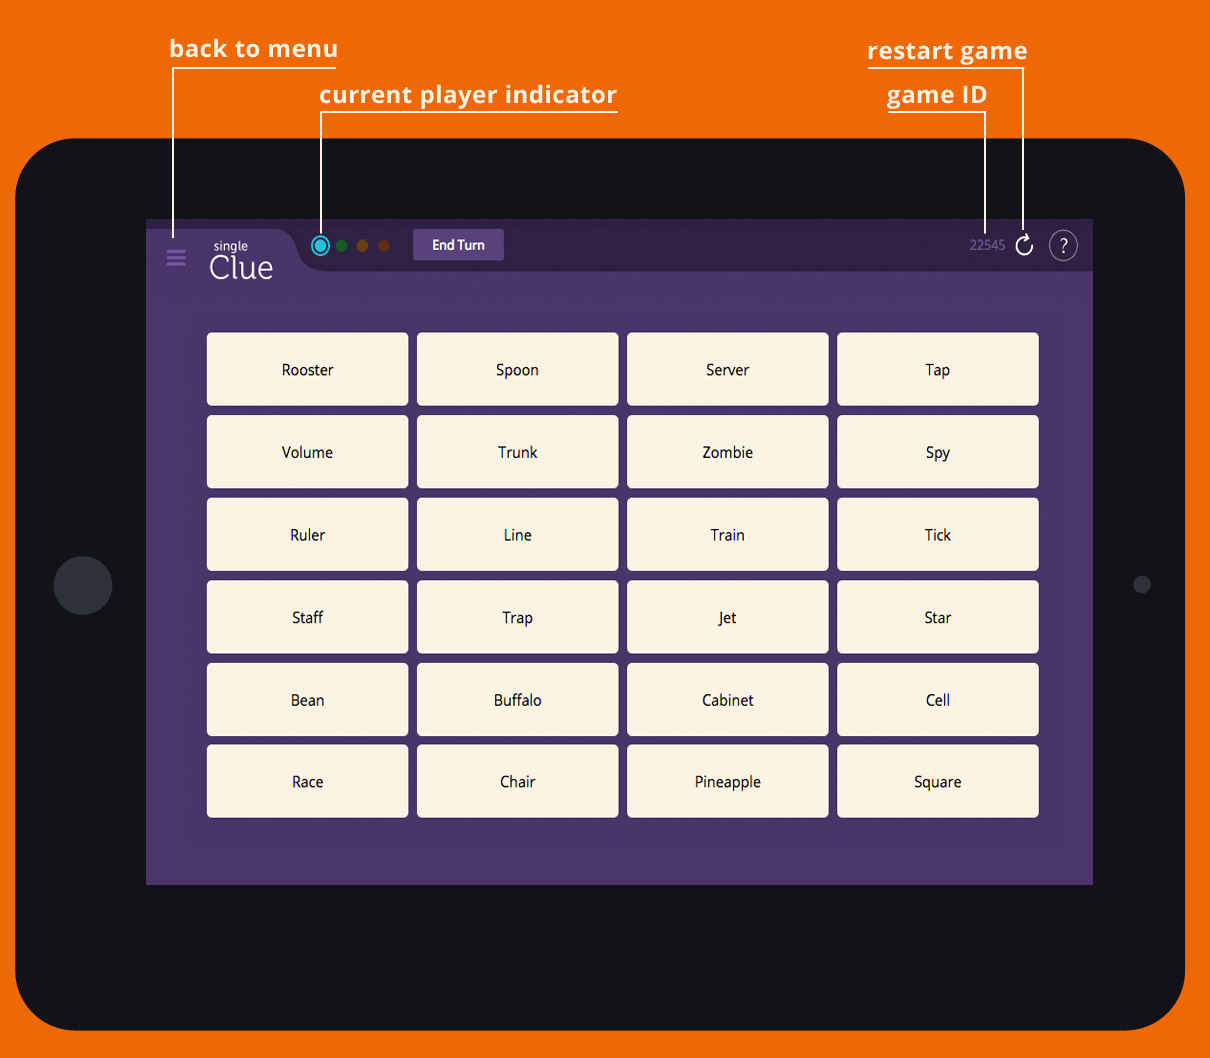 back to menu
restart game
current player indicator
game ID
single
Clue
End Turn
22545
?
Rooster
Spoon
Server
Tap
Volume
Trunk
Zombie
Spy
Ruler
Line
Train
Tick
Staff
Trap
Jet
Star
Bean
Buffalo
Cabinet
Cell
Race
Chair
Pineapple
Square